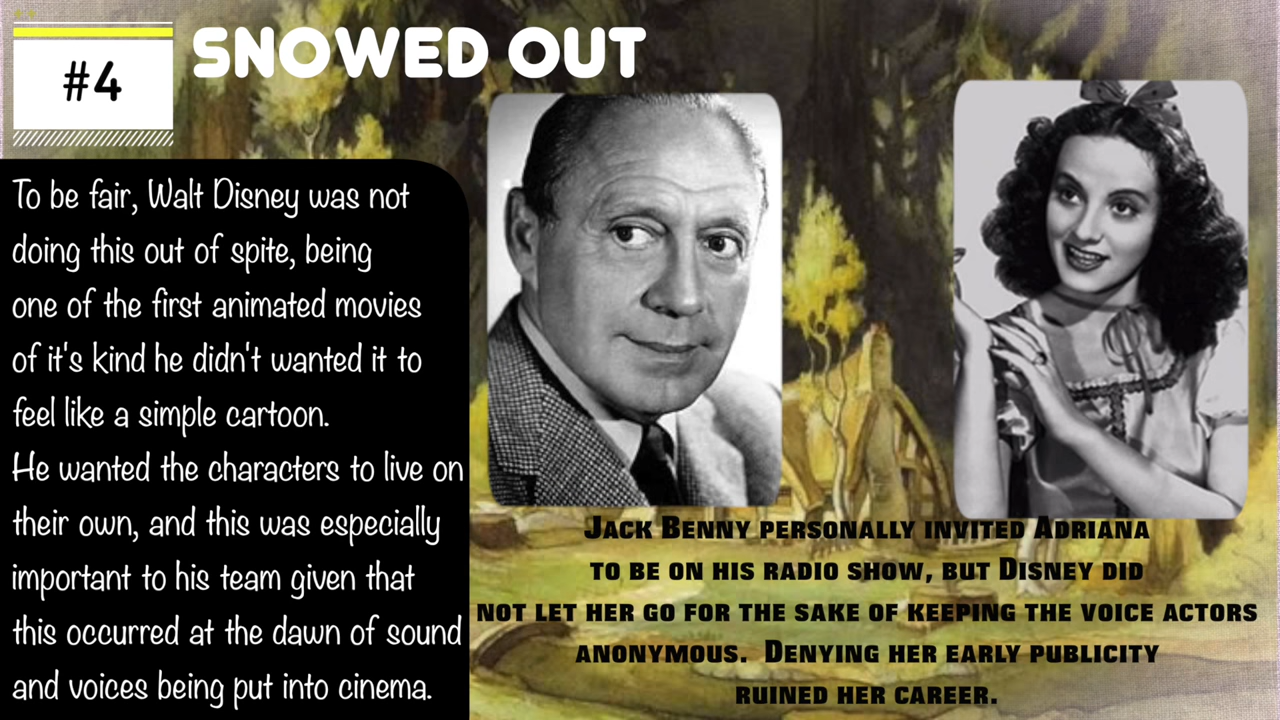 #4
SNOWED OUT
To be fair, Walt Disney was not
doing this out of spite, being
one of the first animated movies
of it's kind he didn't wanted it to
feel like a simple cartoon.
He wanted the characters to live on
their own, and this was especially
important to his team given that
this occurred at the dawn of sound
and voices being put into cinema.
Jack Benny personally invited Adriana
to be on his radio show, but Disney did
not let her go for the sake of keeping the voice actors
anonymous. Denying her early publicity
ruined her career.